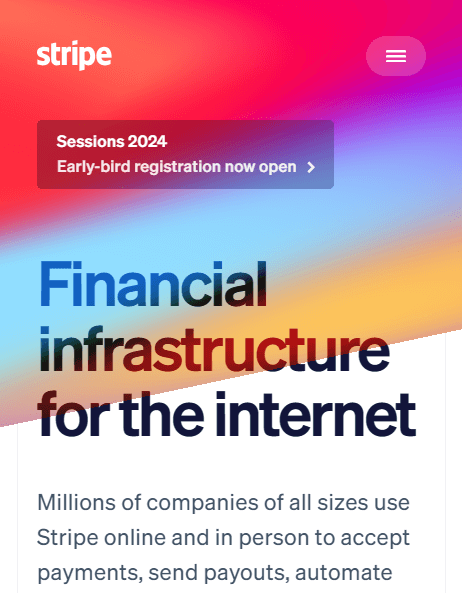 stripe
Sessions 2024
Early-bird registration now open
Financial
infrastructure
for the internet
Millions of companies of all sizes use
Stripe online and in person to accept
payments, send payouts, automate